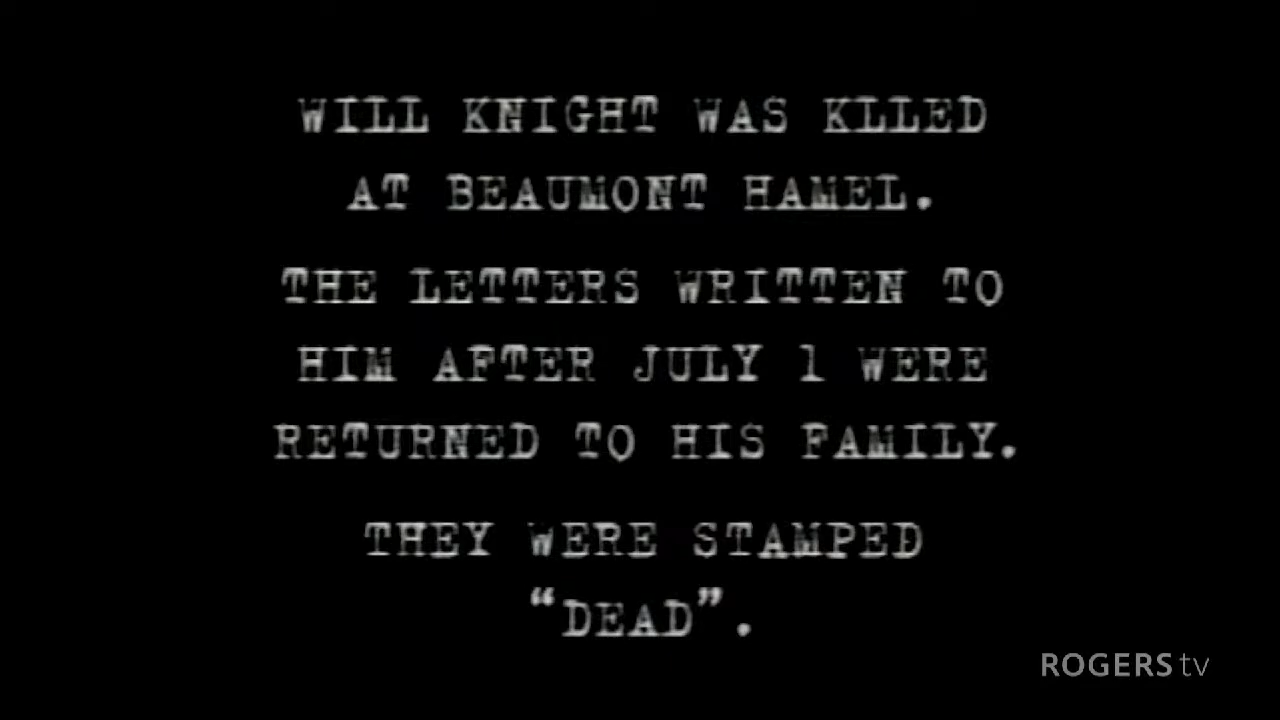 WILL KNIGHT WAS KLLED
AT BEAUMONT HAMEL.
THE LETTERS WRITTEN TO
HIM AFTER JULY 1 WERE
RETURNED TO HIS FAMILY.
THEY WERE STAMPED
“DEAD”.
ROGERS tv